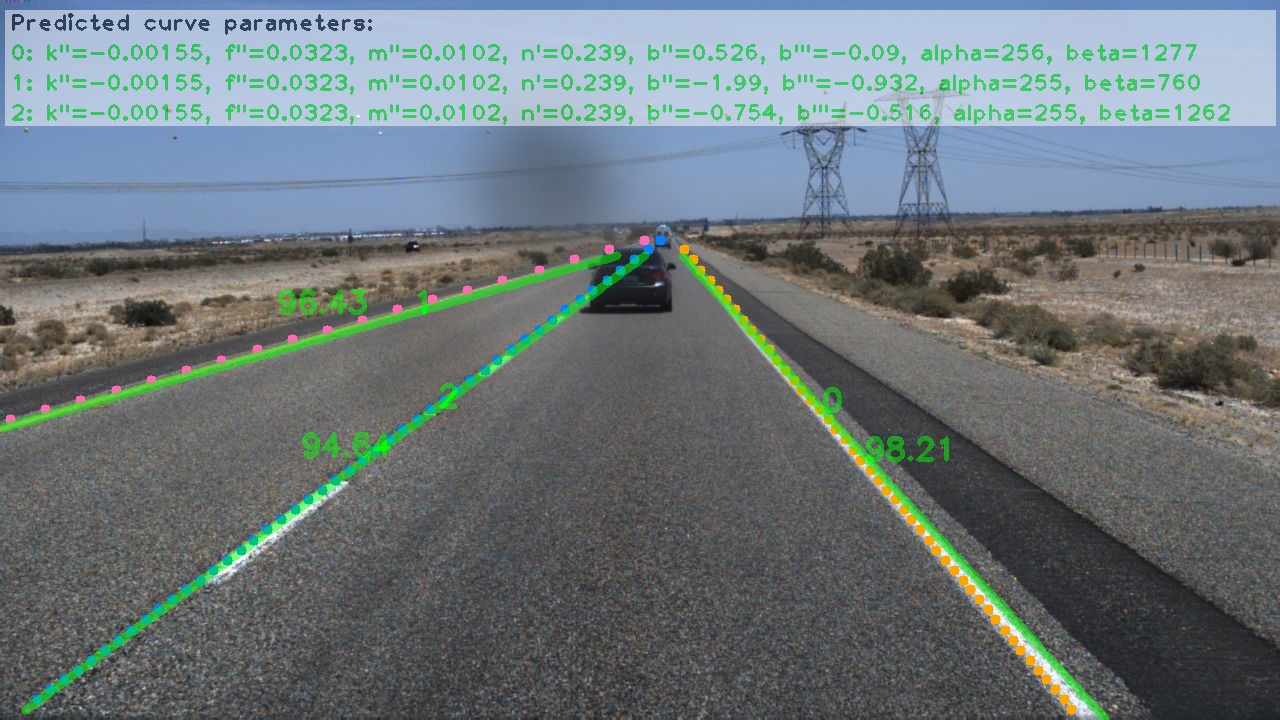 Predicted curve parameters:
0: k''=-0.00155, f''=0.0323, m''=0.0102, n'=0.239, b''=0.526, b'''=-0.09, alpha=256, beta=1277
1: k''=-0.00155, f''=0.0323, m''=0.0102, n'=0.239, b''=-1.99, b'''=-0.932, alpha=255, beta=760
2: k''=-0.00155, f''=0.0323, m''=0.0102, n'=0.239, b''=-0.754, b'''=-0.516, alpha=255, beta=1262
96.43 1
2
0
94.64
98.21